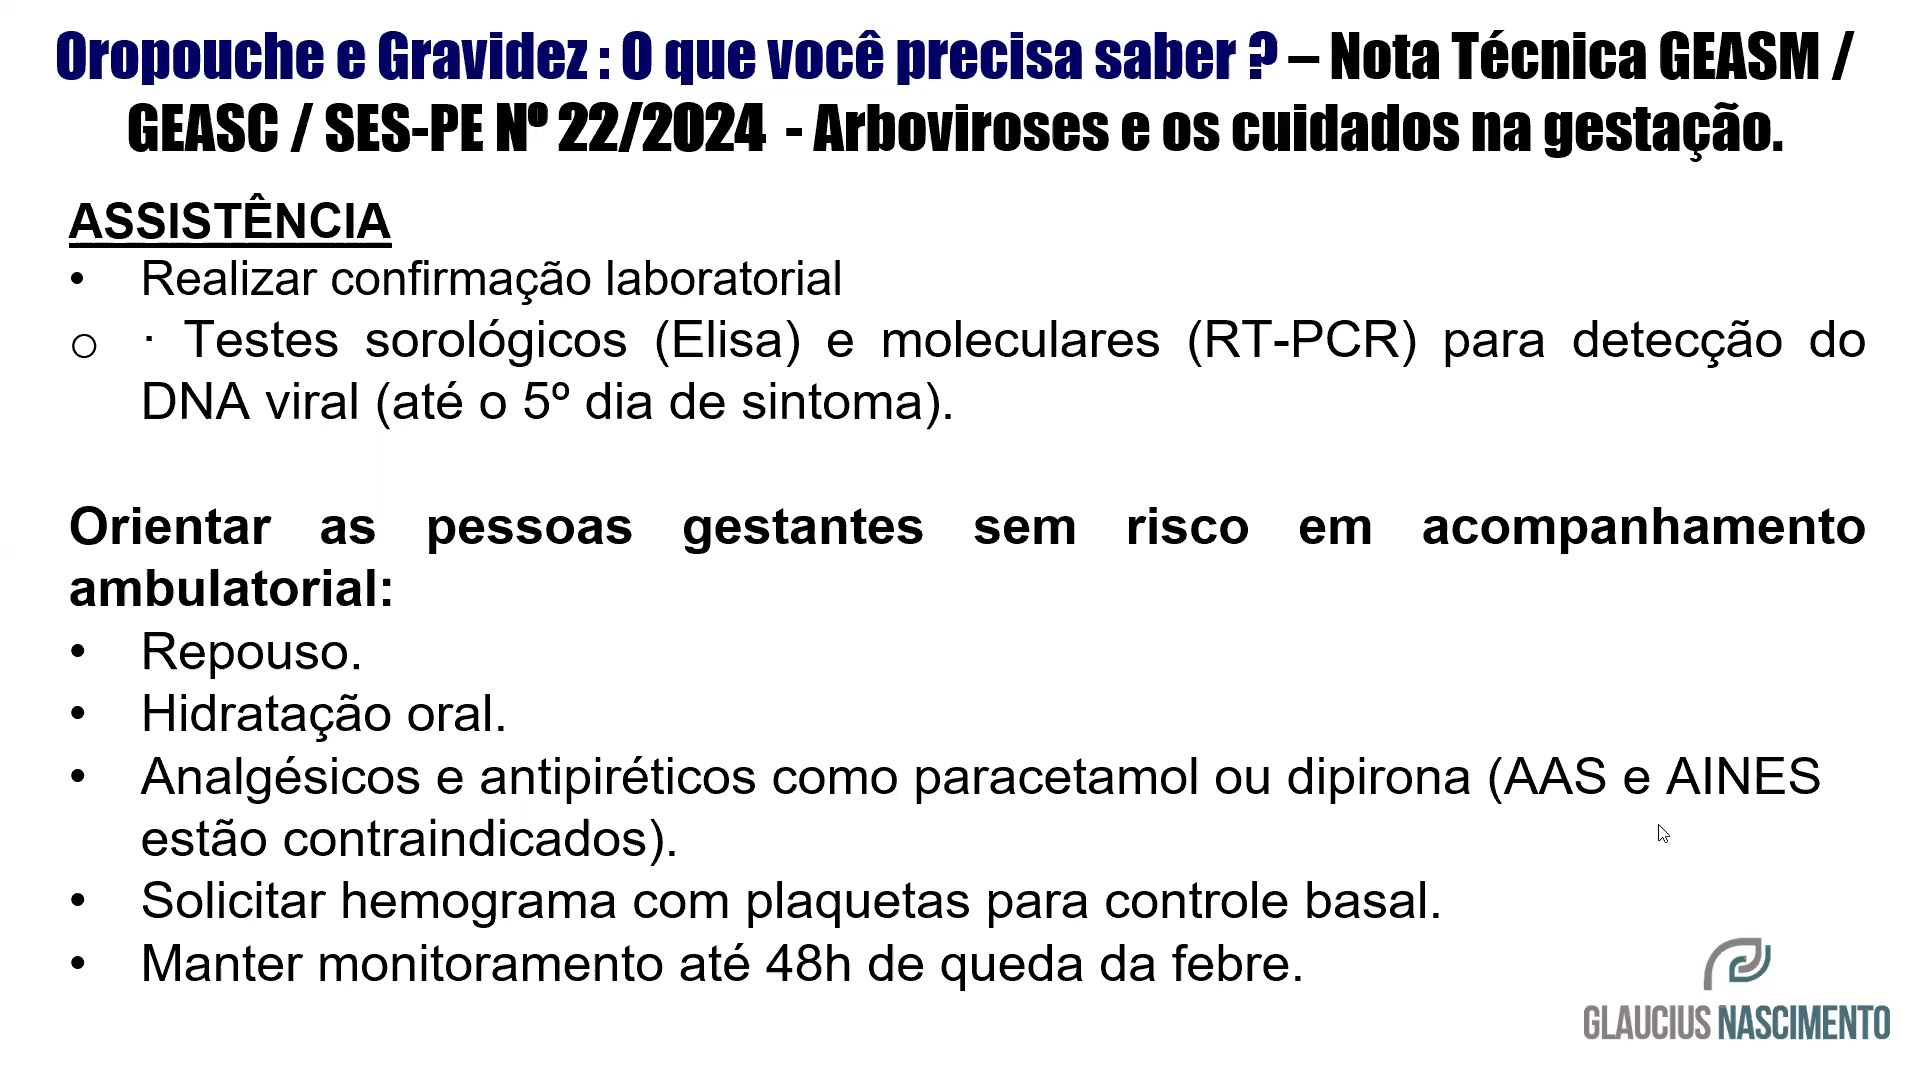 Oropouche e Gravidez : O que você precisa saber ? – Nota Técnica GEASM /
GEASC / SES-PE Nº 22/2024 - Arboviroses e os cuidados na gestação.
ASSISTÊNCIA
• Realizar confirmação laboratorial
o · Testes sorológicos (Elisa) e moleculares (RT-PCR) para detecção do
DNA viral (até o 5º dia de sintoma).
Orientar as pessoas gestantes sem risco em acompanhamento
ambulatorial:
• Repouso.
• Hidratação oral.
• Analgésicos e antipiréticos como paracetamol ou dipirona (AAS e AINES
estão contraindicados).
• Solicitar hemograma com plaquetas para controle basal.
• Manter monitoramento até 48h de queda da febre.
GLAUCIUS NASCIMENTO